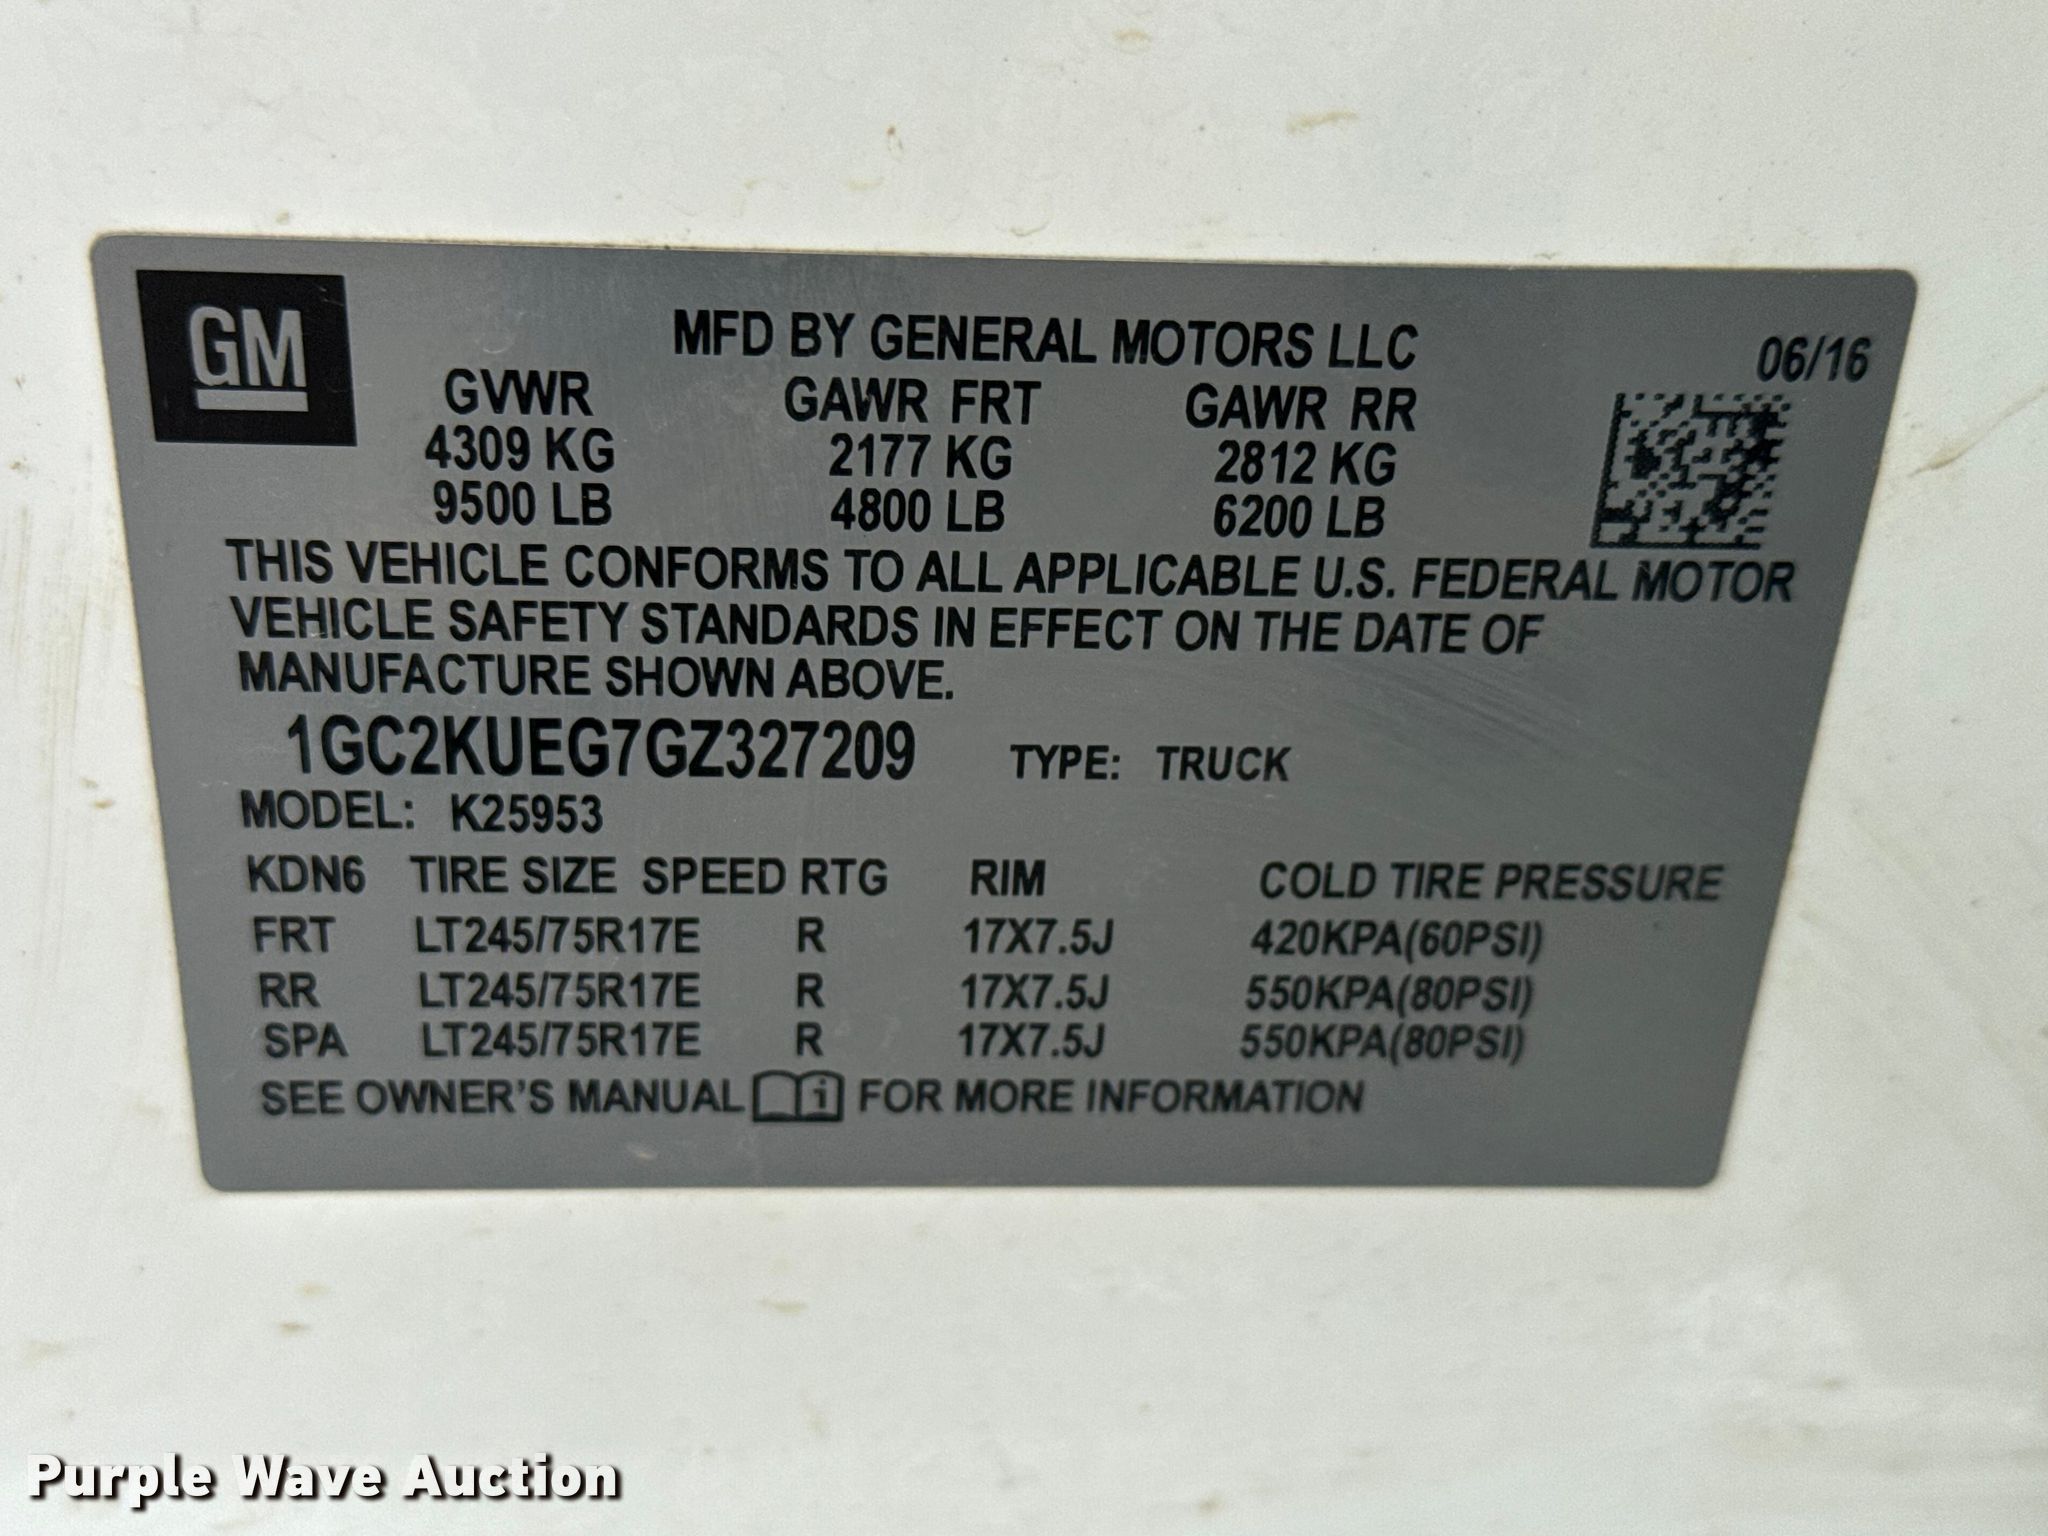 GM
MFD BY GENERAL MOTORS LLC 06/16
GVWR GAWR FRT GAWR RR
4309 KG 2177 KG 2812 KG
9500 LB 4800 LB 6200 LB
THIS VEHICLE CONFORMS TO ALL APPLICABLE U.S. FEDERAL MOTOR
VEHICLE SAFETY STANDARDS IN EFFECT ON THE DATE OF
MANUFACTURE SHOWN ABOVE.
1GC2KUEG7GZ327209 TYPE: TRUCK
MODEL: K25953
KDN6 TIRE SIZE SPEED RTG RIM COLD TIRE PRESSURE
FRT LT245/75R17E R 17X7.5J 420KPA(60PSI)
RR LT245/75R17E R 17X7.5J 550KPA(80PSI)
SPA LT245/75R17E R 17X7.5J 550KPA(80PSI)
SEE OWNER'S MANUAL i FOR MORE INFORMATION
Purple Wave Auction